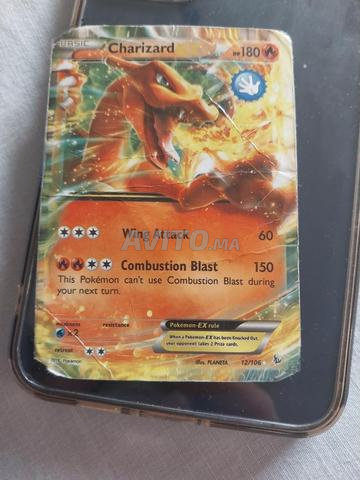 BASIC
Charizard
HP180
Wing Attack 60
AVITO.MA
Combustion Blast 150
This Pokémon can't use Combustion Blast during
your next turn.
weakness resistance
×2
retreat
Pokémon-EX rule
When a Pokémon-EX has been Knocked Out,
your opponent takes 2 Prize cards.
illus. PLANETA
12/106